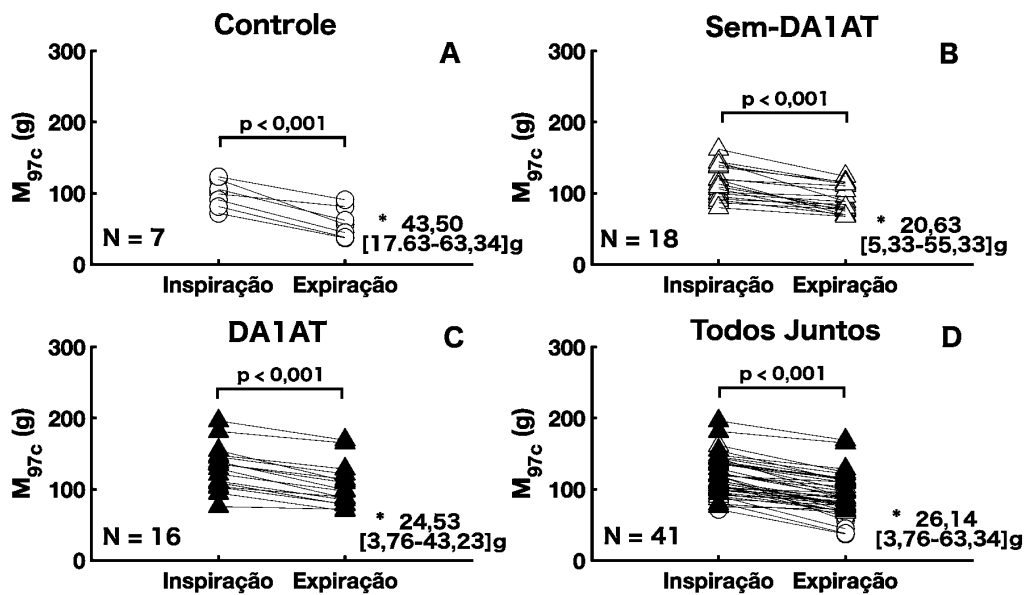 Controle
A
300
200
100
0
M97c (g)
p < 0,001
N = 7
* 43,50
[17.63-63,34]g
Inspiração Expiração
Sem-DA1AT
B
300
200
100
0
M97c (g)
p < 0,001
N = 18
* 20,63
[5,33-55,33]g
Inspiração Expiração
DA1AT
C
300
200
100
0
M97c (g)
p < 0,001
N = 16
* 24,53
[3,76-43,23]g
Inspiração Expiração
Todos Juntos
D
300
200
100
0
M97c (g)
p < 0,001
N = 41
* 26,14
[3,76-63,34]g
Inspiração Expiração